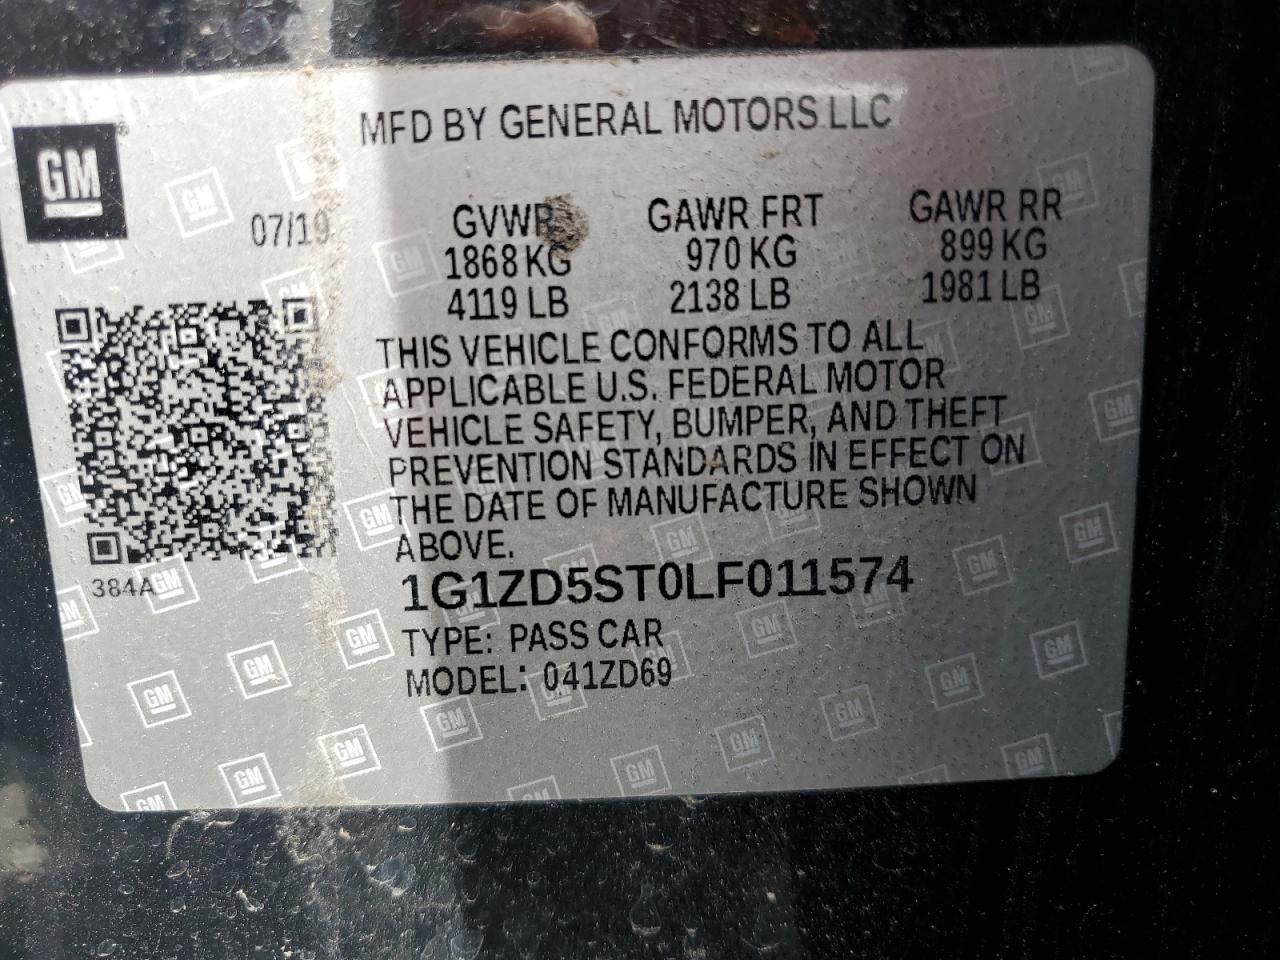 MFD BY GENERAL MOTORS LLC
GM
07/19
GVWR GAWR FRT GAWR RR
1868 KG 970 KG 899 KG
4119 LB 2138 LB 1981 LB
THIS VEHICLE CONFORMS TO ALL
APPLICABLE U.S. FEDERAL MOTOR
VEHICLE SAFETY, BUMPER, AND THEFT
PREVENTION STANDARDS IN EFFECT ON
THE DATE OF MANUFACTURE SHOWN
ABOVE.
384A
1G1ZD5ST0LF011574
TYPE: PASS CAR
MODEL: 041ZD69